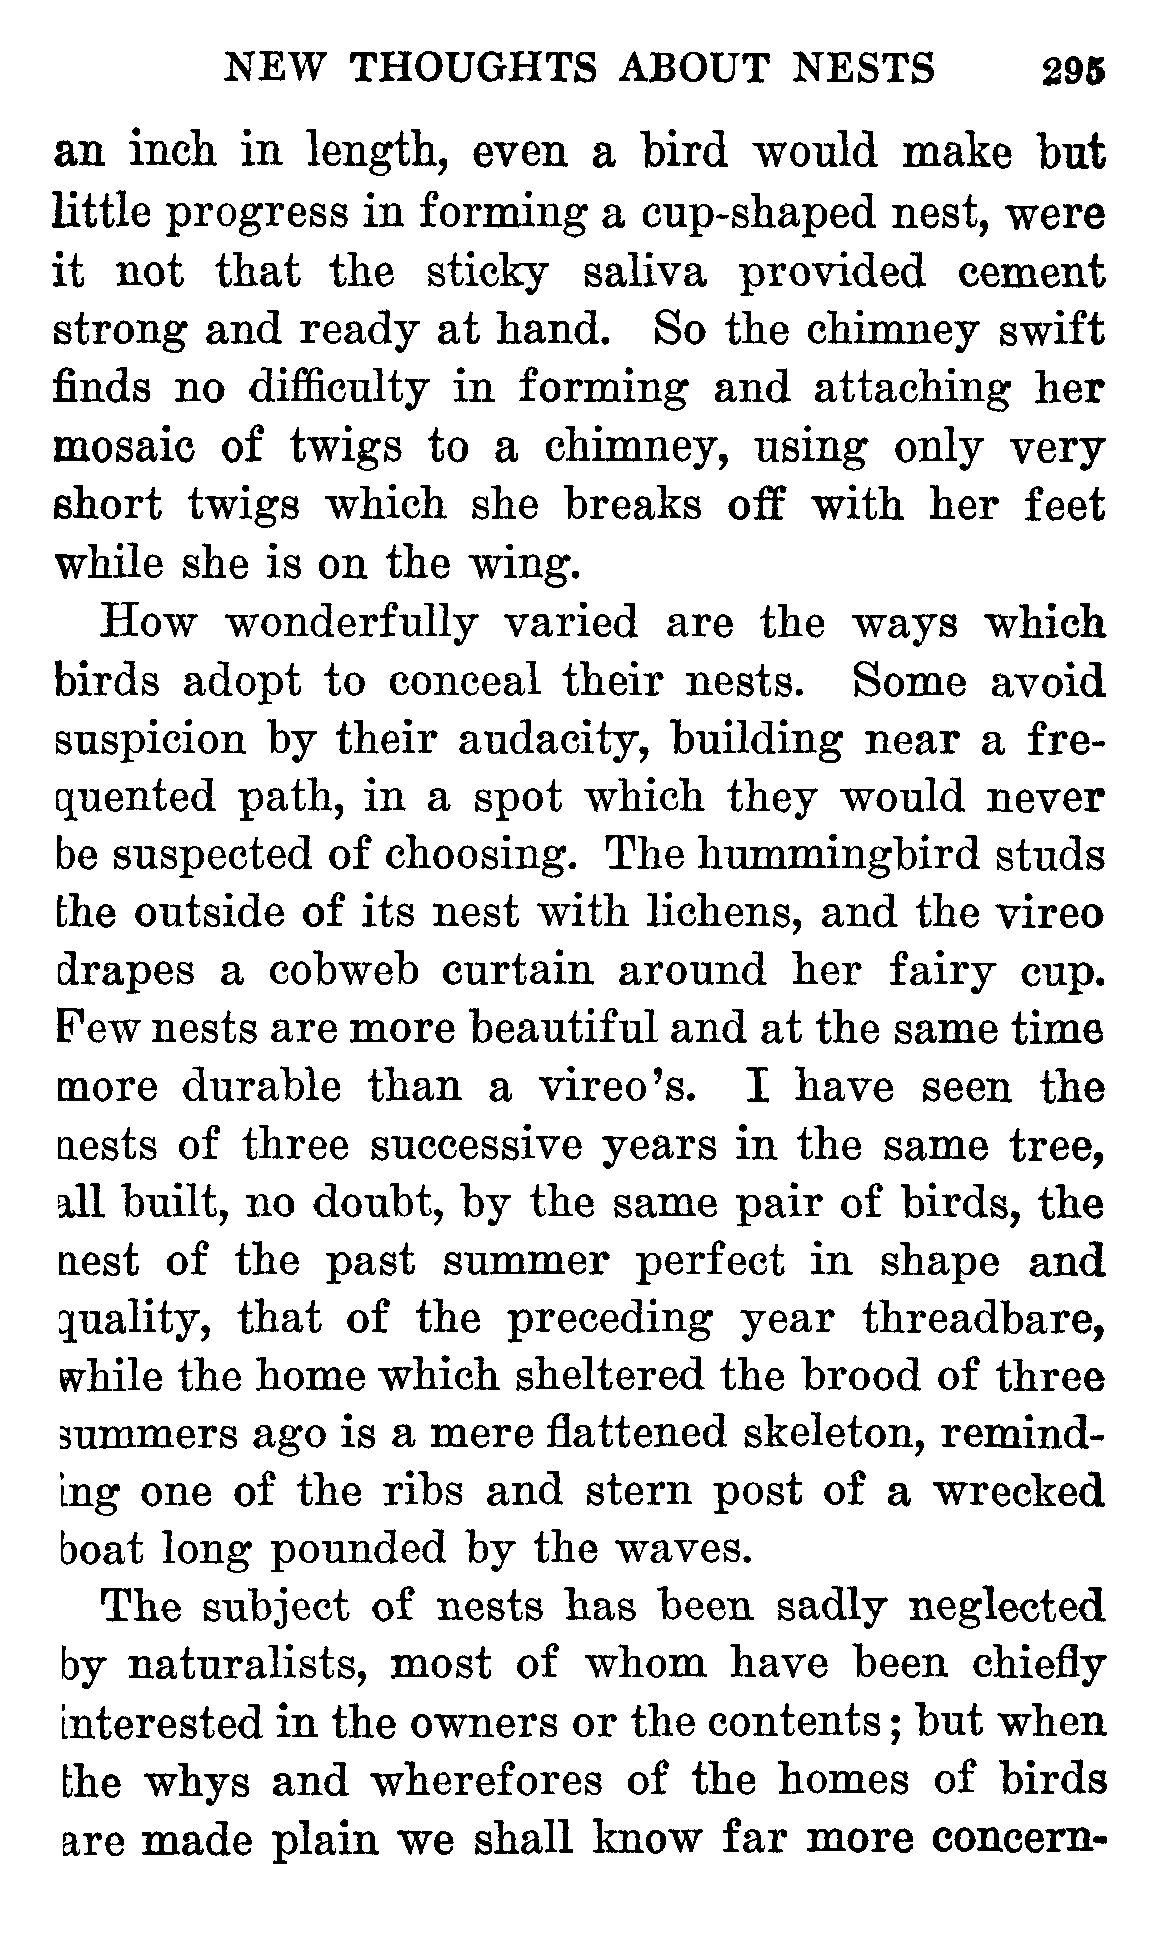 NEW THOUGHTS ABOUT NESTS 295
an inch in length, even a bird would make but
little progress in forming a cup-shaped nest, were
it not that the sticky saliva provided cement
strong and ready at hand. So the chimney swift
finds no difficulty in forming and attaching her
mosaic of twigs to a chimney, using only very
short twigs which she breaks off with her feet
while she is on the wing.
How wonderfully varied are the ways which
birds adopt to conceal their nests. Some avoid
suspicion by their audacity, building near a fre-
quented path, in a spot which they would never
be suspected of choosing. The hummingbird studs
the outside of its nest with lichens, and the vireo
drapes a cobweb curtain around her fairy cup.
Few nests are more beautiful and at the same time
more durable than a vireo's. I have seen the
nests of three successive years in the same tree,
all built, no doubt, by the same pair of birds, the
nest of the past summer perfect in shape and
quality, that of the preceding year threadbare,
while the home which sheltered the brood of three
summers ago is a mere flattened skeleton, remind-
ing one of the ribs and stern post of a wrecked
boat long pounded by the waves.
The subject of nests has been sadly neglected
by naturalists, most of whom have been chiefly
interested in the owners or the contents; but when
the whys and wherefores of the homes of birds
are made plain we shall know far more concern-